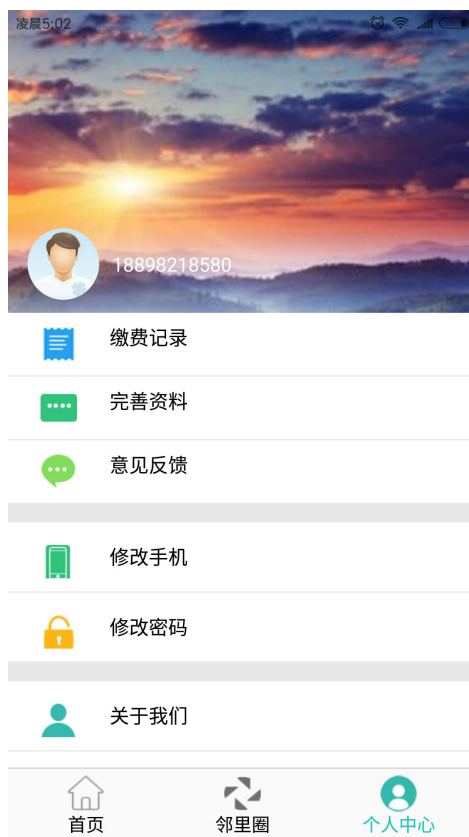 凌晨5:02
18898218580
缴费记录
完善资料
意见反馈
修改手机
修改密码
关于我们
首页
邻里圈
个人中心